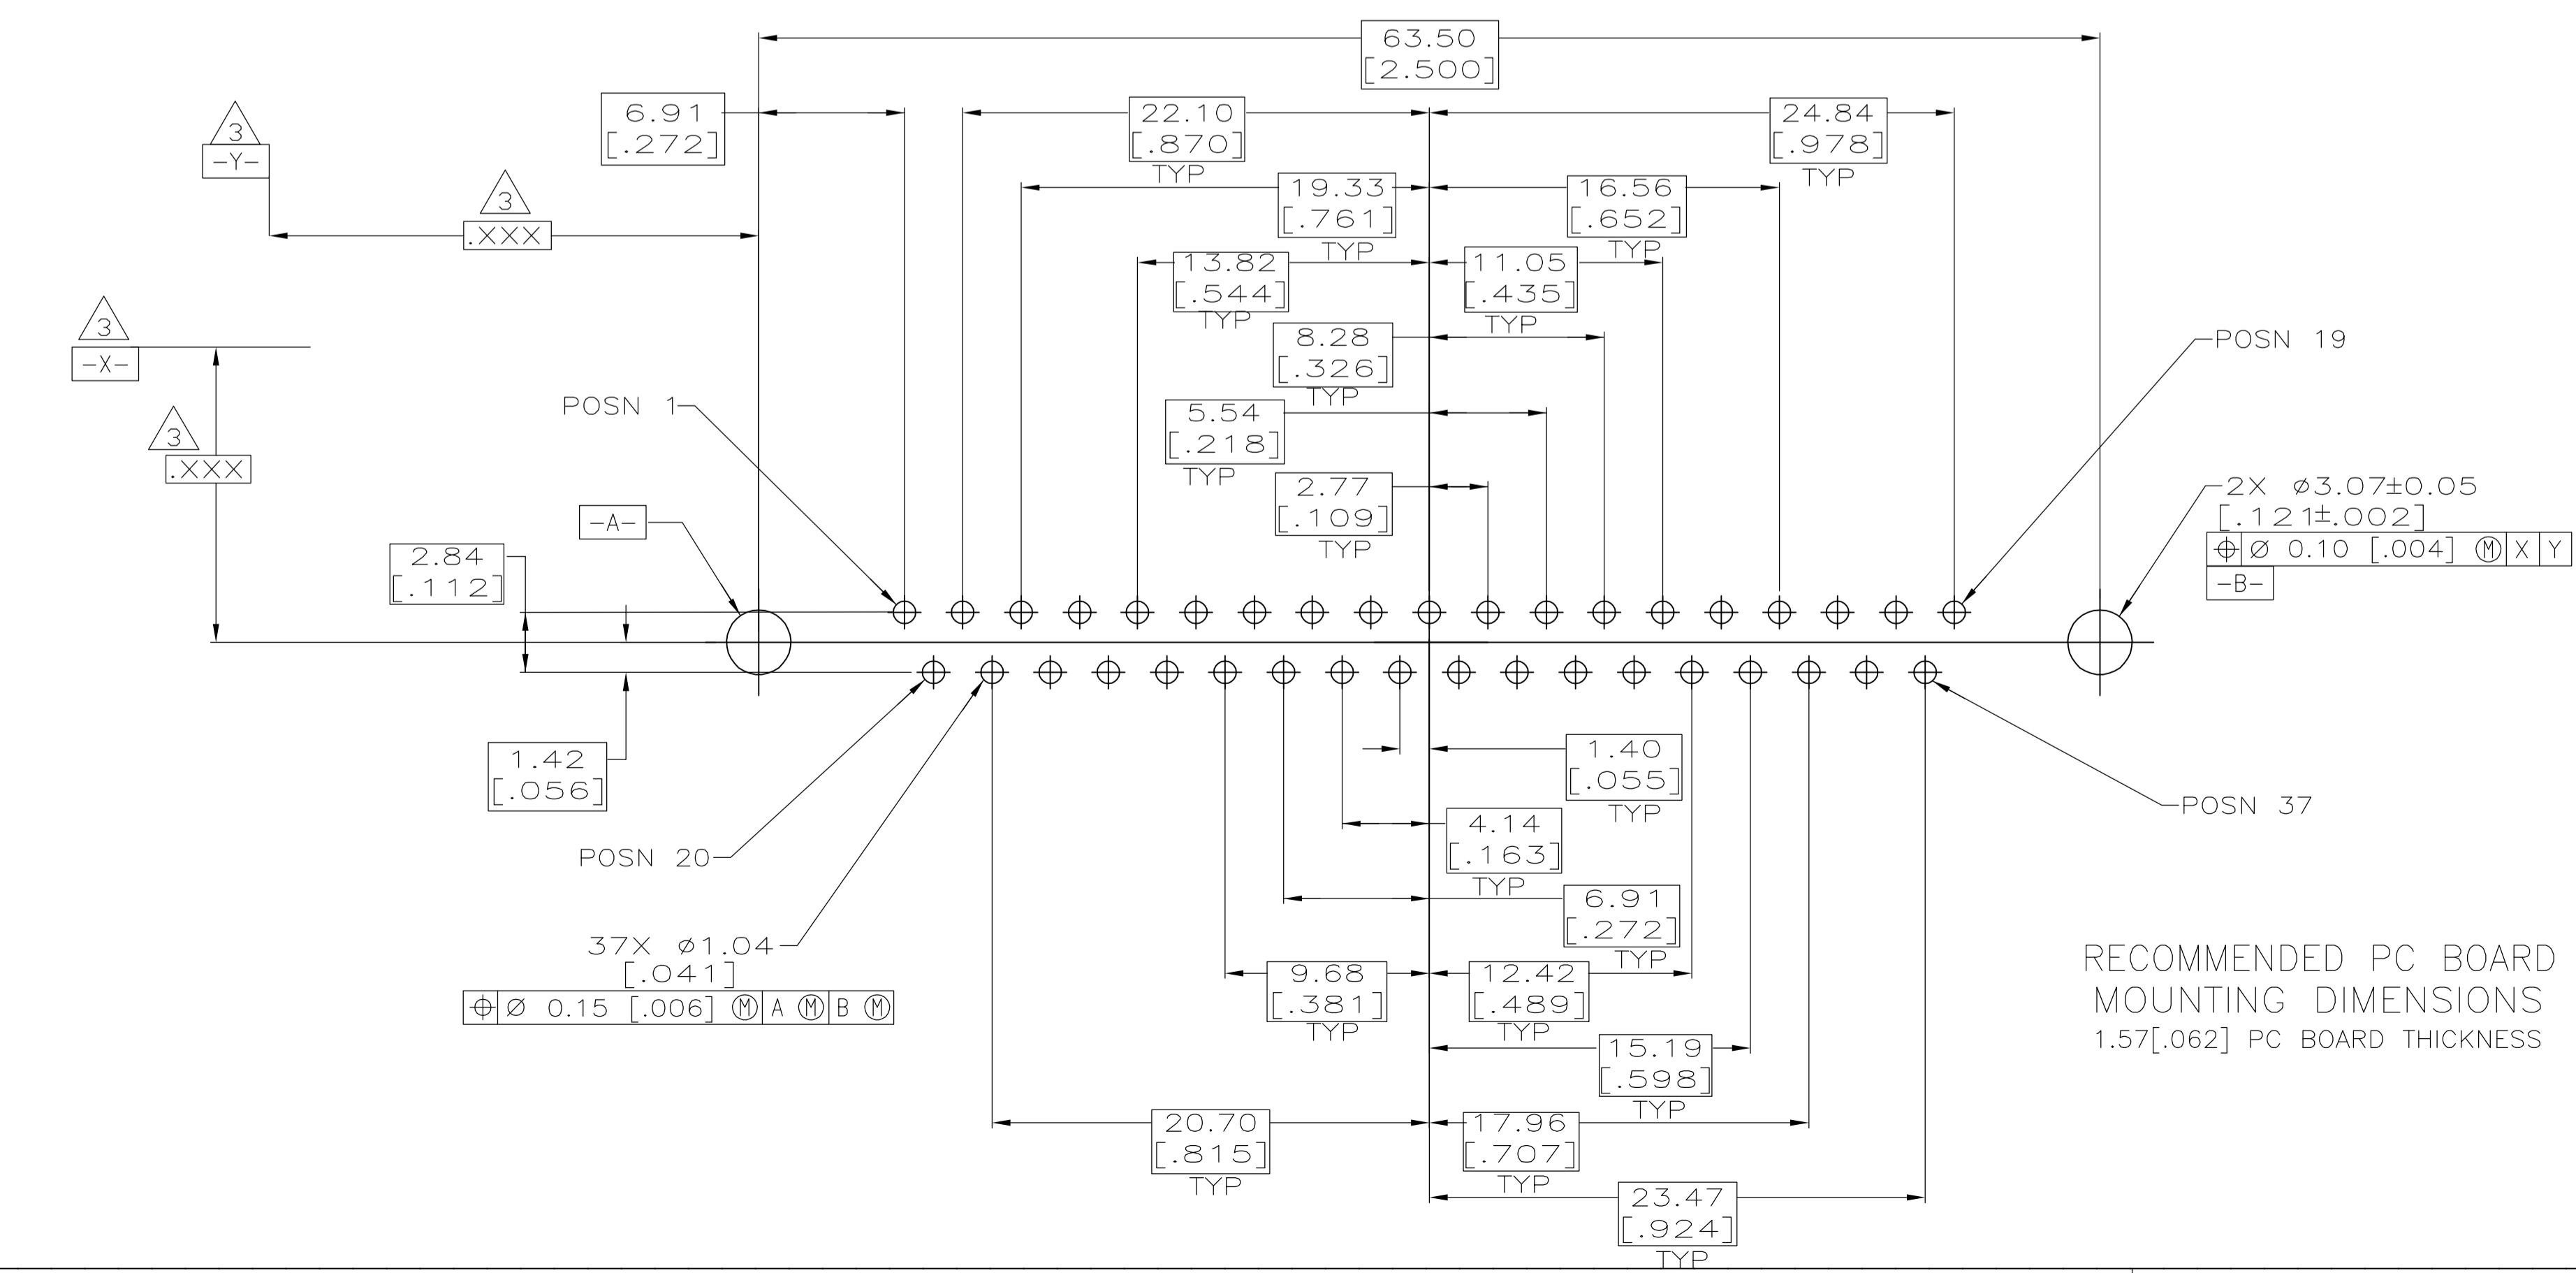 63.50
[2.500]
6.91
[.272]
22.10
[.870]
TYP
24.84
[.978]
TYP
3
-Y-
3
.XXX
19.33
[.761]
TYP
16.56
[.652]
TYP
13.82
[.544]
TYP
11.05
[.435]
TYP
3
-X-
8.28
[.326]
TYP
POSN 19
POSN 1
3
.XXX
5.54
[.218]
TYP
2.77
[.109]
TYP
-A-
2X ⌀3.07±0.05
[.121±.002]
⌖ ⌀ 0.10 [.004] Ⓜ X Y
-B-
2.84
[.112]
1.42
[.056]
1.40
[.055]
TYP
POSN 37
4.14
[.163]
TYP
POSN 20
6.91
[.272]
TYP
37X ⌀1.04
[.041]
⌖ ⌀ 0.15 [.006] Ⓜ A Ⓜ B Ⓜ
9.68
[.381]
TYP
12.42
[.489]
TYP
RECOMMENDED PC BOARD
MOUNTING DIMENSIONS
1.57[.062] PC BOARD THICKNESS
15.19
[.598]
TYP
20.70
[.815]
TYP
17.96
[.707]
TYP
23.47
[.924]
TYP